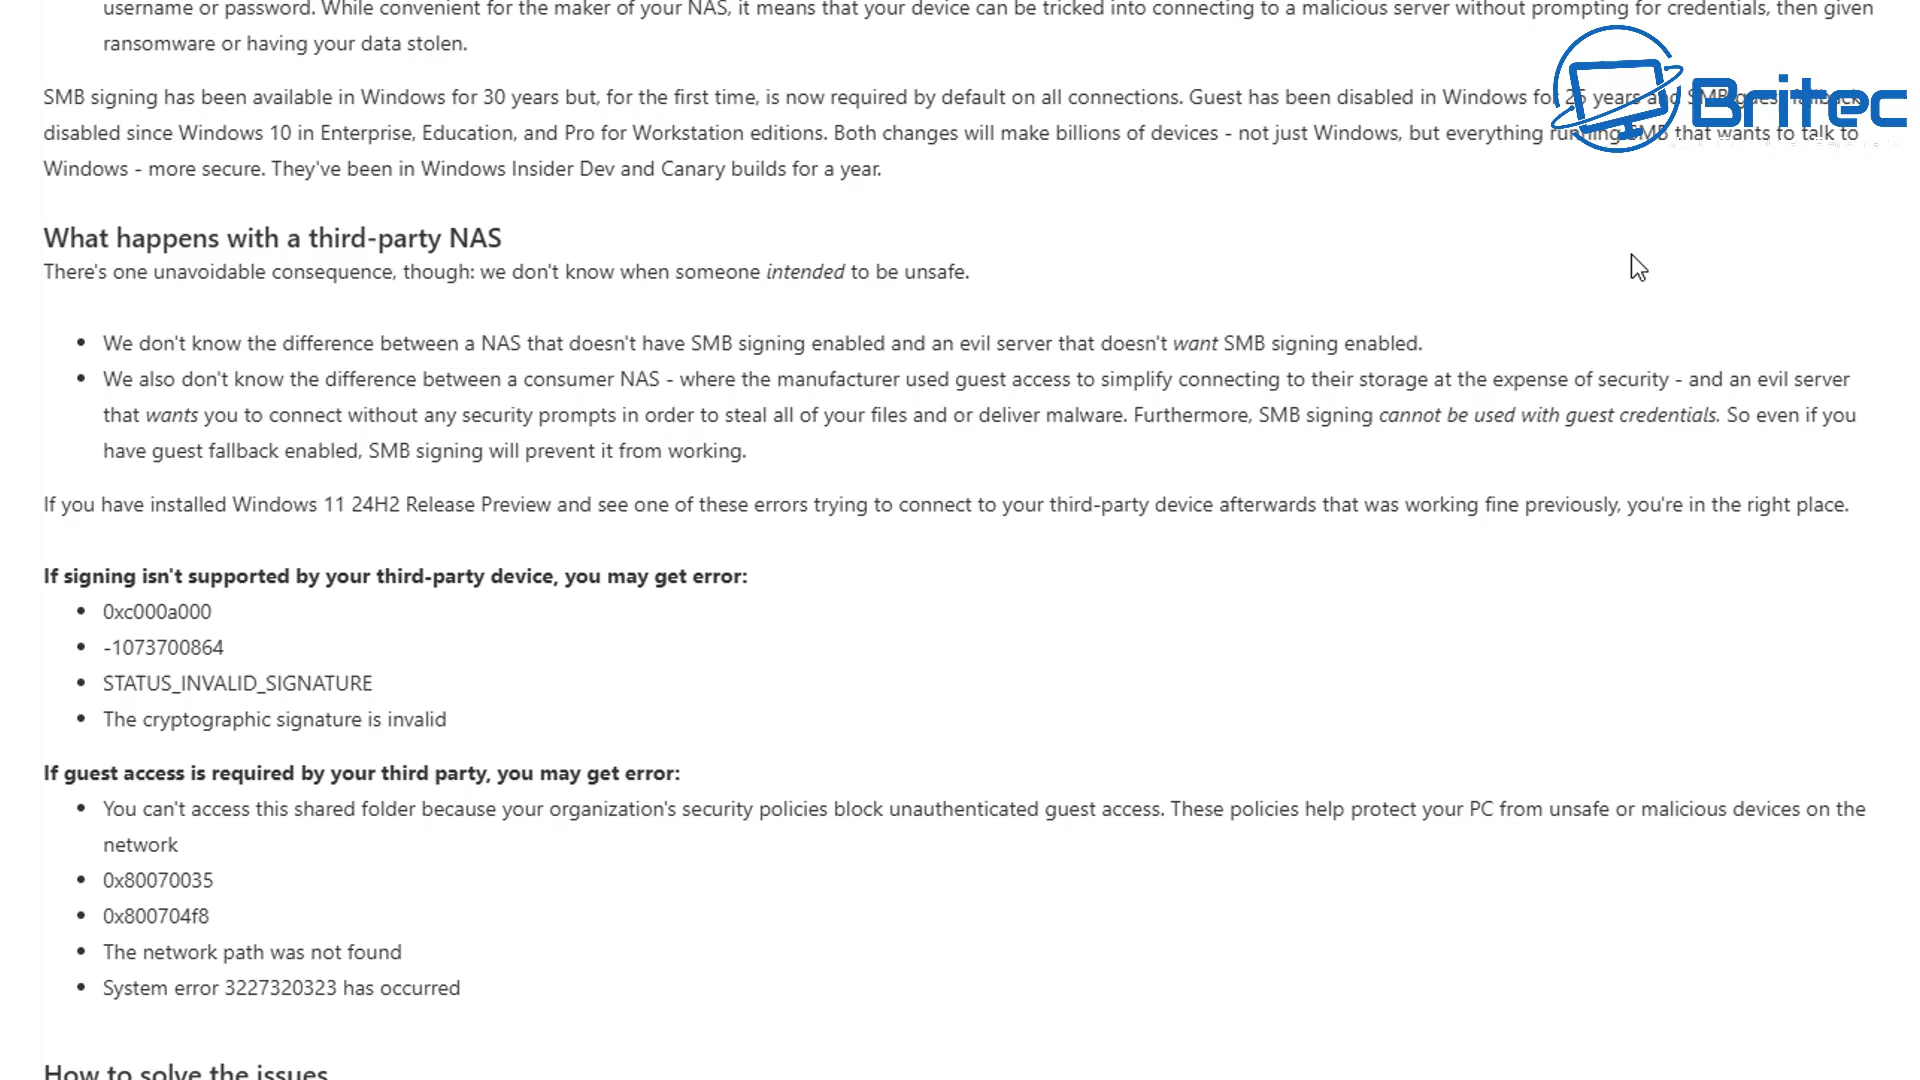 username or password. While convenient for the maker of your NAS, it means that your device can be tricked into connecting to a malicious server without prompting for credentials, then given
ransomware or having your data stolen.
SMB signing has been available in Windows for 30 years but, for the first time, is now required by default on all connections. Guest has been disabled in Windows for 25 years and SMB guest fallback
disabled since Windows 10 in Enterprise, Education, and Pro for Workstation editions. Both changes will make billions of devices - not just Windows, but everything running SMB that wants to talk to
Windows - more secure. They've been in Windows Insider Dev and Canary builds for a year.
Britec
What happens with a third-party NAS
There's one unavoidable consequence, though: we don't know when someone intended to be unsafe.
• We don't know the difference between a NAS that doesn't have SMB signing enabled and an evil server that doesn't want SMB signing enabled.
• We also don't know the difference between a consumer NAS - where the manufacturer used guest access to simplify connecting to their storage at the expense of security - and an evil server
that wants you to connect without any security prompts in order to steal all of your files and or deliver malware. Furthermore, SMB signing cannot be used with guest credentials. So even if you
have guest fallback enabled, SMB signing will prevent it from working.
If you have installed Windows 11 24H2 Release Preview and see one of these errors trying to connect to your third-party device afterwards that was working fine previously, you're in the right place.
If signing isn't supported by your third-party device, you may get error:
• 0xc000a000
• -1073700864
• STATUS_INVALID_SIGNATURE
• The cryptographic signature is invalid
If guest access is required by your third party, you may get error:
• You can't access this shared folder because your organization's security policies block unauthenticated guest access. These policies help protect your PC from unsafe or malicious devices on the
network
• 0x80070035
• 0x800704f8
• The network path was not found
• System error 3227320323 has occurred
How to solve the issues